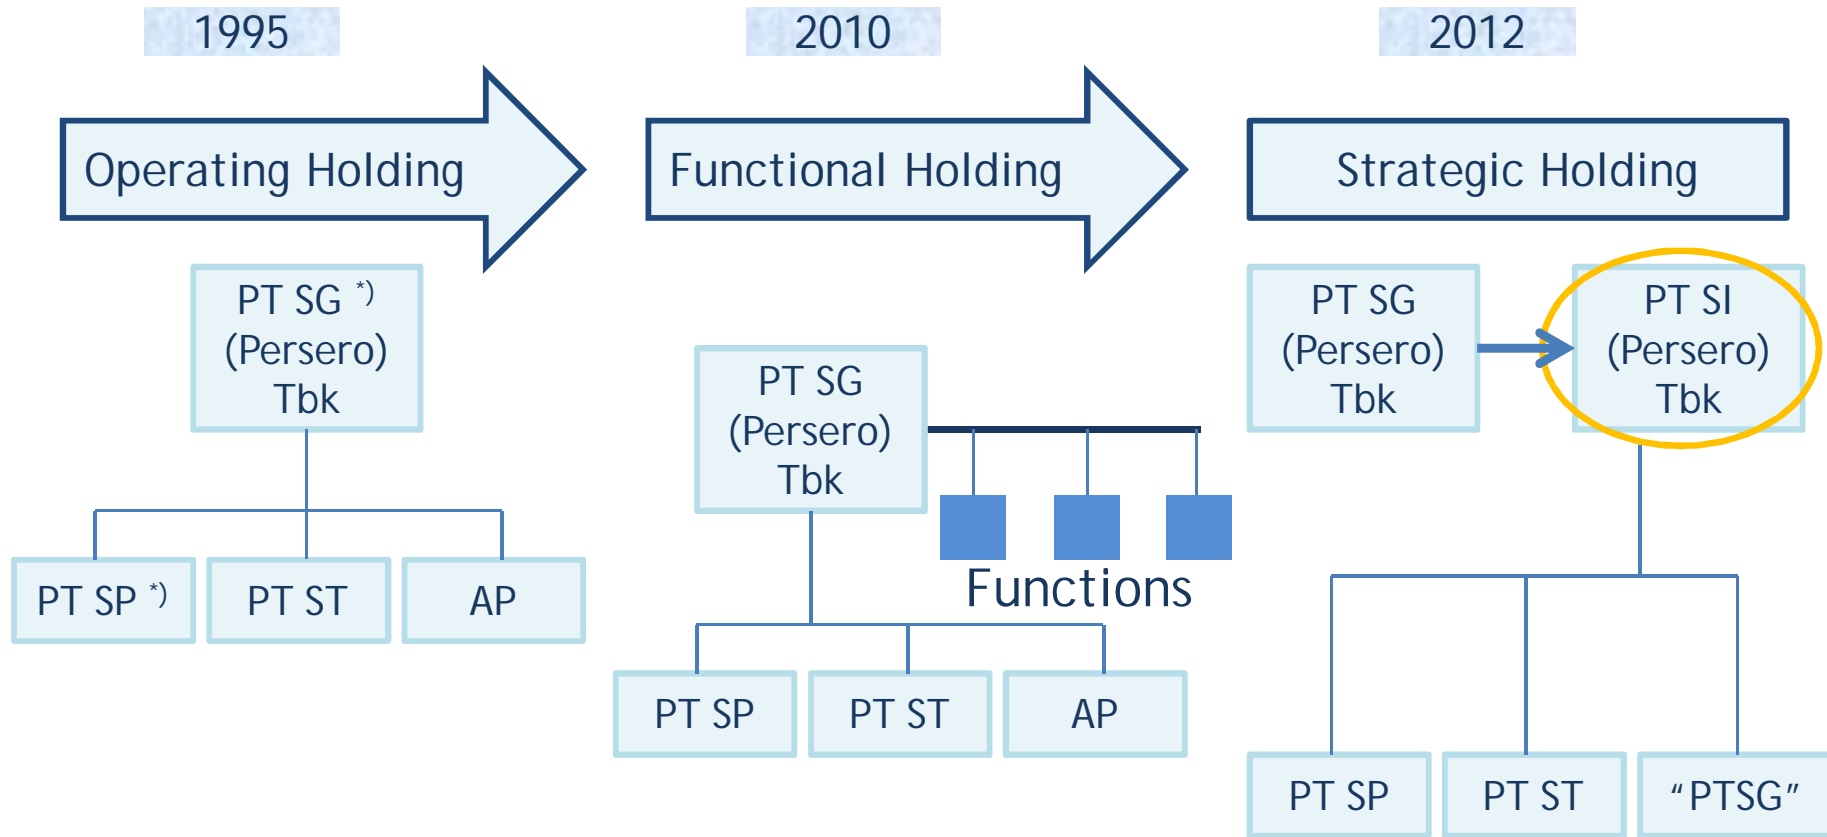 1995
2010
2012
Operating Holding
Functional Holding
Strategic Holding
PT SG *)
(Persero)
Tbk
PT SP *)
PT ST
AP
PT SG
(Persero)
Tbk
Functions
PT SP
PT ST
AP
PT SG
(Persero)
Tbk
PT SI
(Persero)
Tbk
PT SP
PT ST
“PTSG”